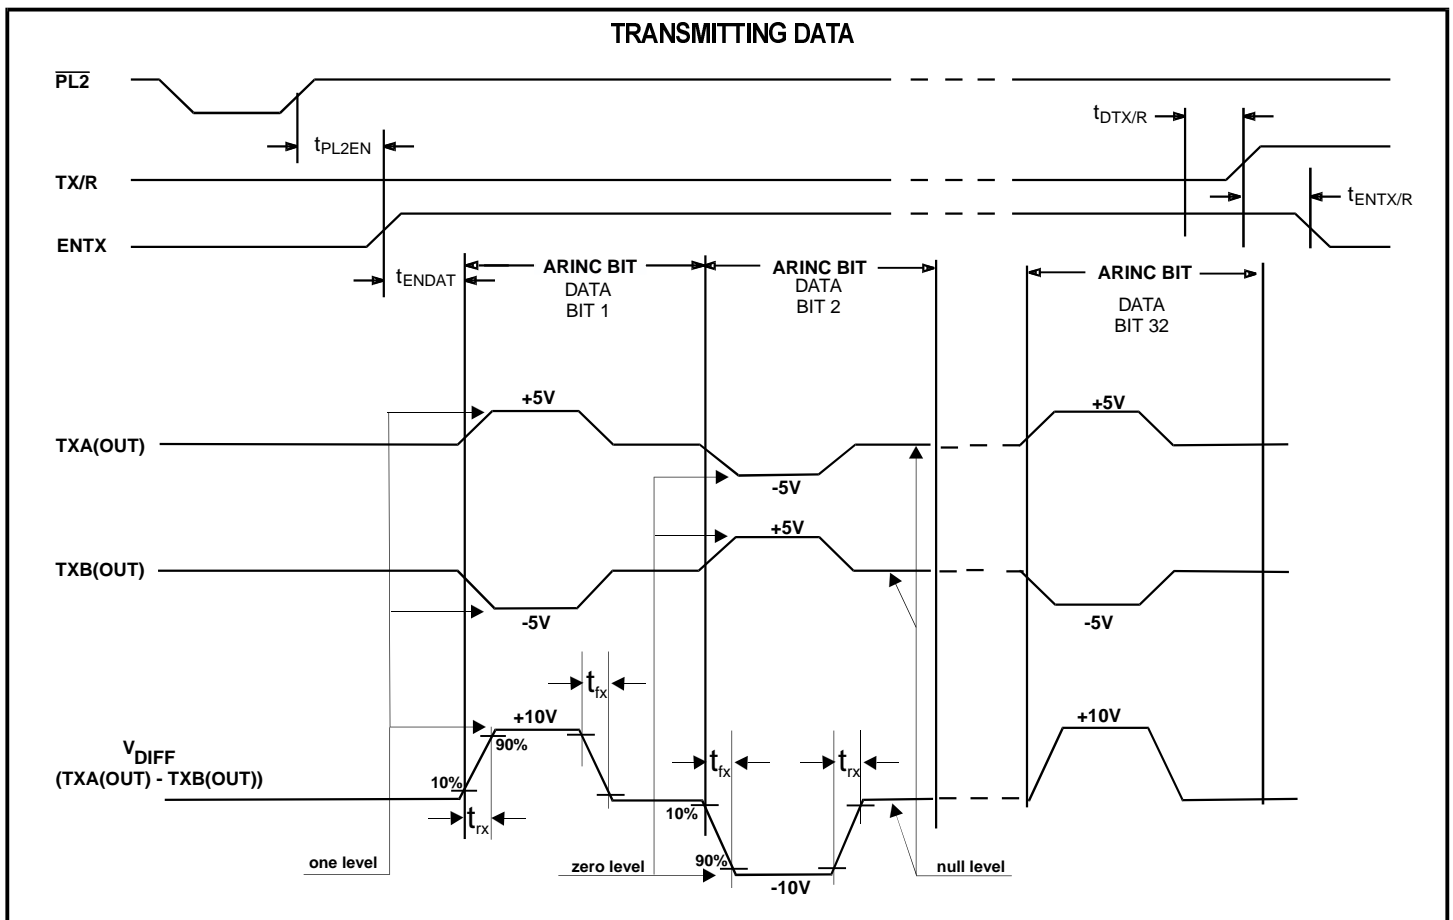 TRANSMITTING DATA
PL2
tDTX/R
tPL2EN
TX/R
tENTX/R
ENTX
ARINC BIT
DATA
BIT 1
ARINC BIT
DATA
BIT 2
ARINC BIT
DATA
BIT 32
tENDAT
+5V
+5V
TXA(OUT)
-5V
+5V
TXB(OUT)
-5V
-5V
tfx
+10V
+10V
90%
VDIFF
(TXA(OUT) - TXB(OUT))
tfx
trx
10%
10%
trx
90%
one level
zero level
null level
-10V